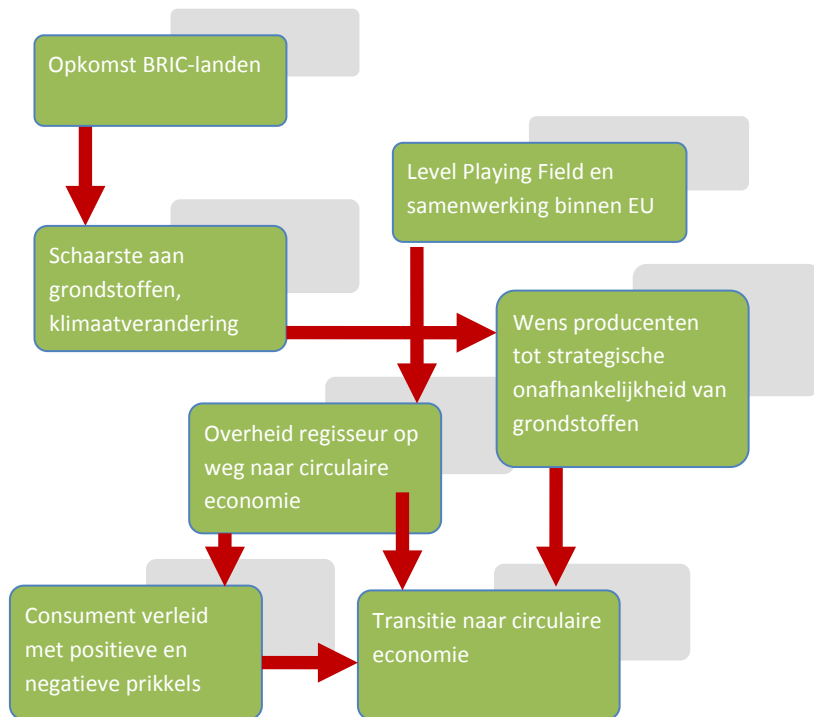 Opkomst BRIC-landen
Level Playing Field en
samenwerking binnen EU
Schaarste aan
grondstoffen,
klimaatverandering
Wens producenten
tot strategische
onafhankelijkheid van
grondstoffen
Overheid regisseur op
weg naar circulaire
economie
Consument verleid
met positieve en
negatieve prikkels
Transitie naar circulaire
economie